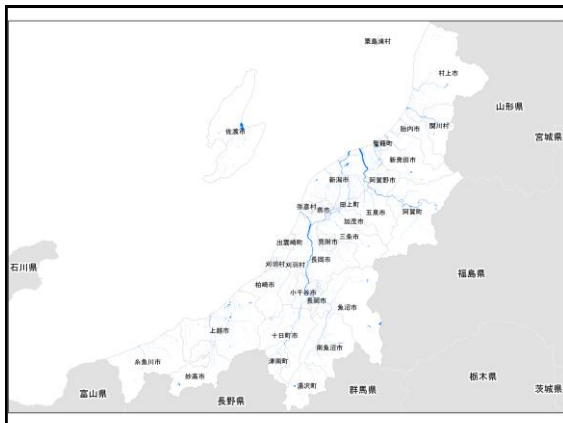 粟島浦村
村上市
山形県
関川村
胎内市
宮城県
佐渡市
聖籠町
新発田市
新潟市
阿賀野市
弥彦村
燕市
田上町
五泉市
阿賀町
加茂市
出雲崎町
見附市
三条市
石川県
刈羽村
刈羽村
長岡市
福島県
柏崎市
小千谷市
長岡市
魚沼市
上越市
十日町市
糸魚川市
津南町
南魚沼市
妙高市
湯沢町
富山県
長野県
群馬県
栃木県
茨城県